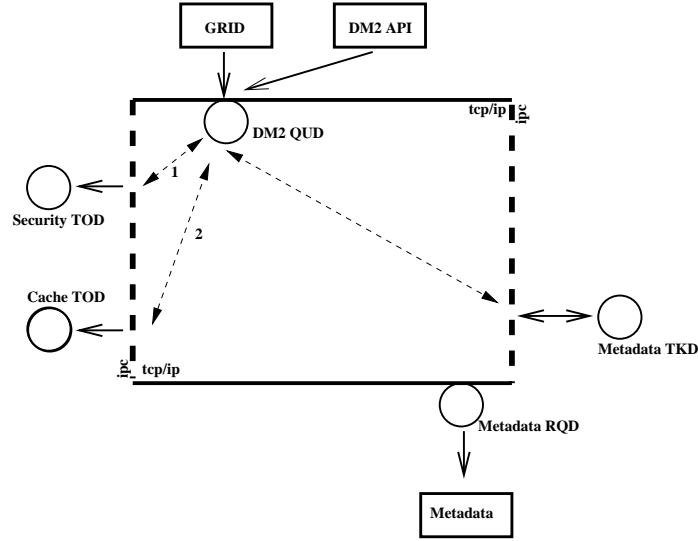 GRID
DM2 API
tcp/ip
ipc
DM2 QUD
1
Security TOD
2
Cache TOD
Metadata TKD
ipc
tcp/ip
Metadata RQD
Metadata